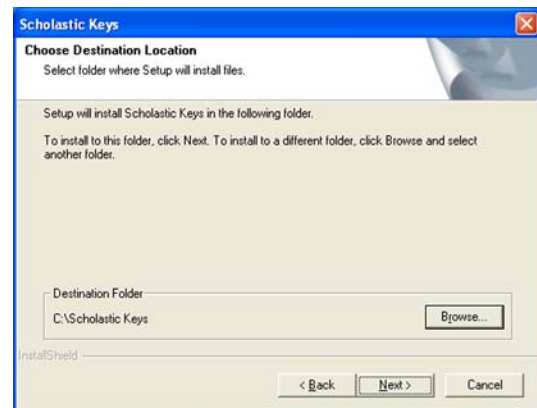 Scholastic Keys
Choose Destination Location
Select folder where Setup will install files.
Setup will install Scholastic Keys in the following folder.
To install to this folder, click Next. To install to a different folder, click Browse and select
another folder.
Destination Folder
C:\Scholastic Keys
Browse...
InstallShield
< Back
Next >
Cancel